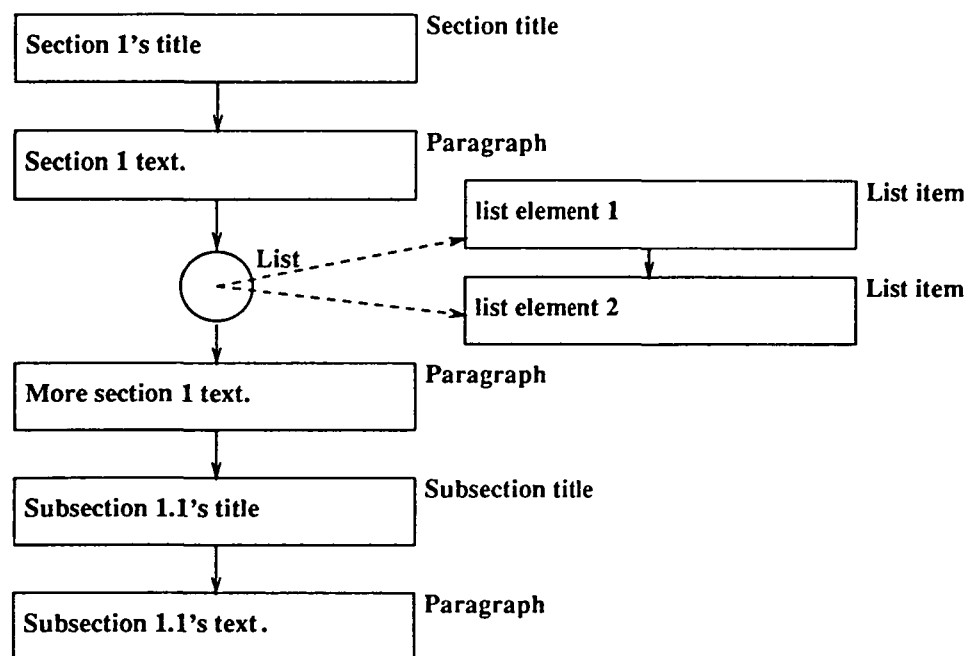 Section 1's title
Section title
Section 1 text.
Paragraph
List
list element 1
List item
list element 2
List item
More section 1 text.
Paragraph
Subsection 1.1's title
Subsection title
Subsection 1.1's text.
Paragraph